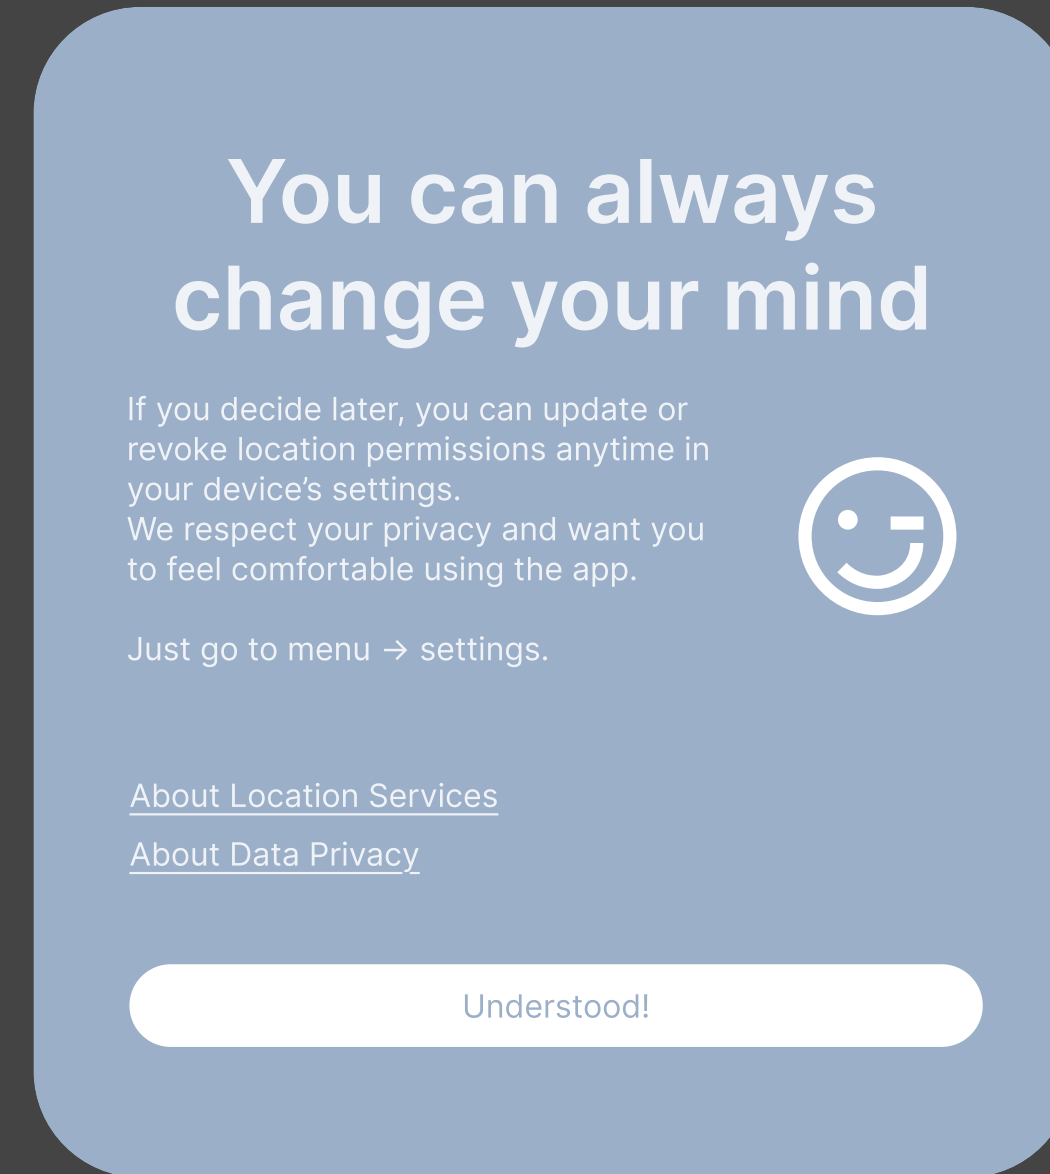 You can always
change your mind
If you decide later, you can update or
revoke location permissions anytime in
your device’s settings.
We respect your privacy and want you
to feel comfortable using the app.
Just go to menu → settings.
About Location Services
About Data Privacy
Understood!